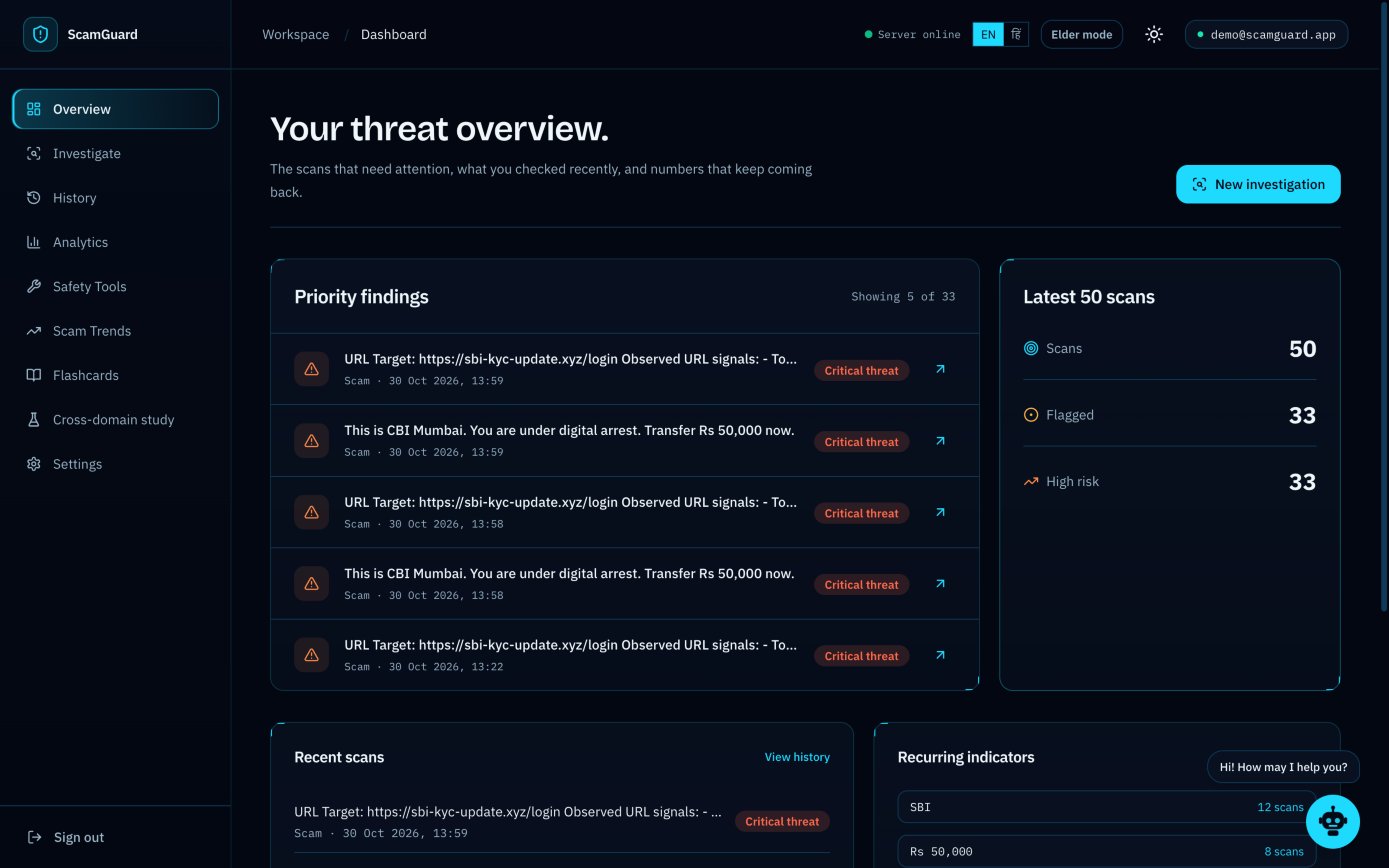 ScamGuard
Workspace / Dashboard
Server online
EN
हिं
Elder mode
demo@scamguard.app
Overview
Investigate
History
Analytics
Safety Tools
Scam Trends
Flashcards
Cross-domain study
Settings
Sign out
Your threat overview.
The scans that need attention, what you checked recently, and numbers that keep coming
back.
New investigation
Priority findings
Showing 5 of 33
URL Target: https://sbi-kyc-update.xyz/login Observed URL signals: - To...
Scam · 30 Oct 2026, 13:59
Critical threat
This is CBI Mumbai. You are under digital arrest. Transfer Rs 50,000 now.
Scam · 30 Oct 2026, 13:59
Critical threat
URL Target: https://sbi-kyc-update.xyz/login Observed URL signals: - To...
Scam · 30 Oct 2026, 13:58
Critical threat
This is CBI Mumbai. You are under digital arrest. Transfer Rs 50,000 now.
Scam · 30 Oct 2026, 13:58
Critical threat
URL Target: https://sbi-kyc-update.xyz/login Observed URL signals: - To...
Scam · 30 Oct 2026, 13:22
Critical threat
Latest 50 scans
Scans 50
Flagged 33
High risk 33
Recent scans
View history
URL Target: https://sbi-kyc-update.xyz/login Observed URL signals: - ...
Scam · 30 Oct 2026, 13:59
Critical threat
Recurring indicators
Hi! How may I help you?
SBI 12 scans
Rs 50,000 8 scans